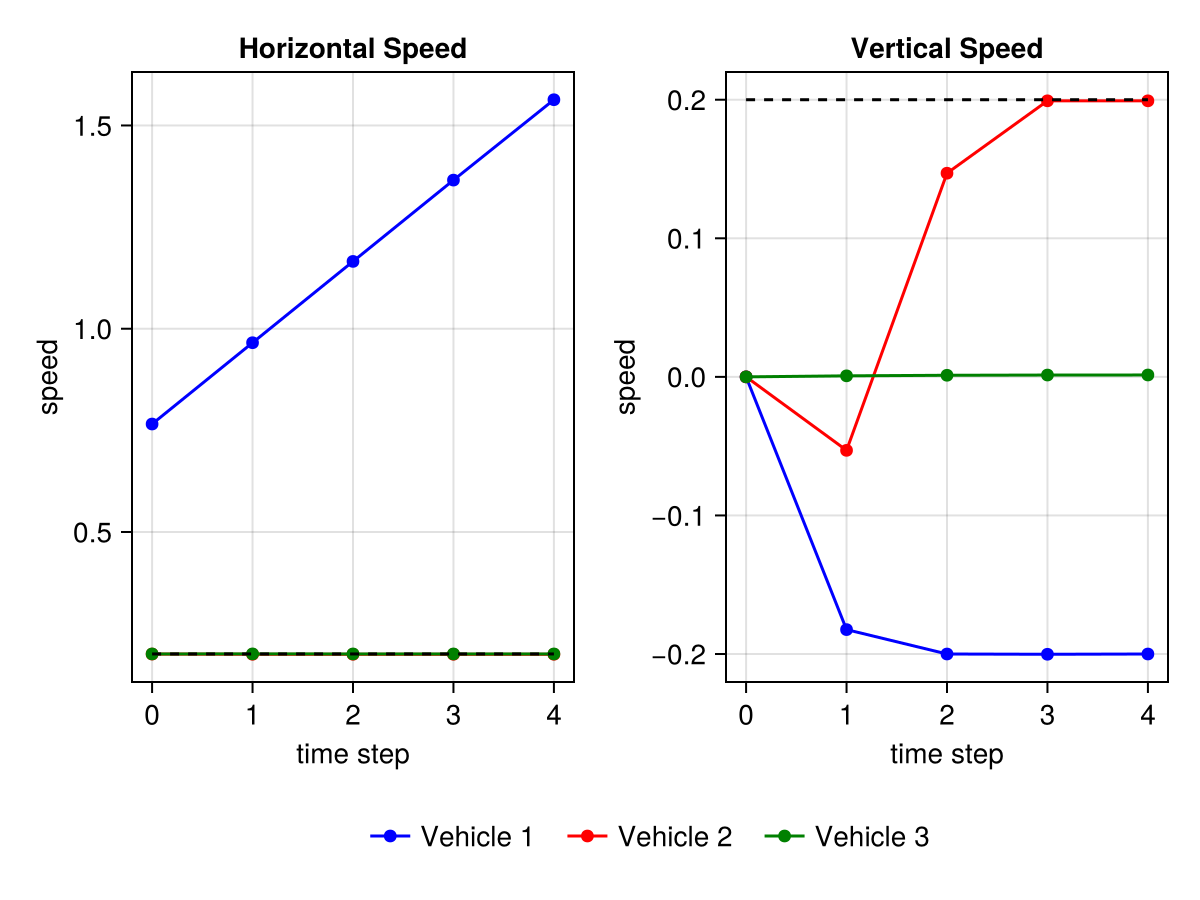 Horizontal Speed
Vertical Speed
speed
1.5
1.0
0.5
0 1 2 3 4
time step
speed
0.2
0.1
0.0
−0.1
−0.2
0 1 2 3 4
time step
Vehicle 1 Vehicle 2 Vehicle 3